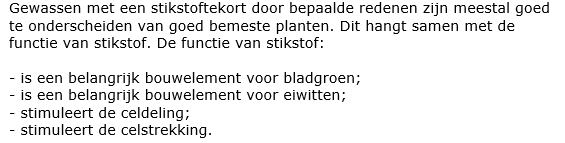 Gewassen met een stikstoftekort door bepaalde redenen zijn meestal goed
te onderscheiden van goed bemeste planten. Dit hangt samen met de
functie van stikstof. De functie van stikstof:

- is een belangrijk bouwelement voor bladgroen;
- is een belangrijk bouwelement voor eiwitten;
- stimuleert de celdeling;
- stimuleert de celstrekking.